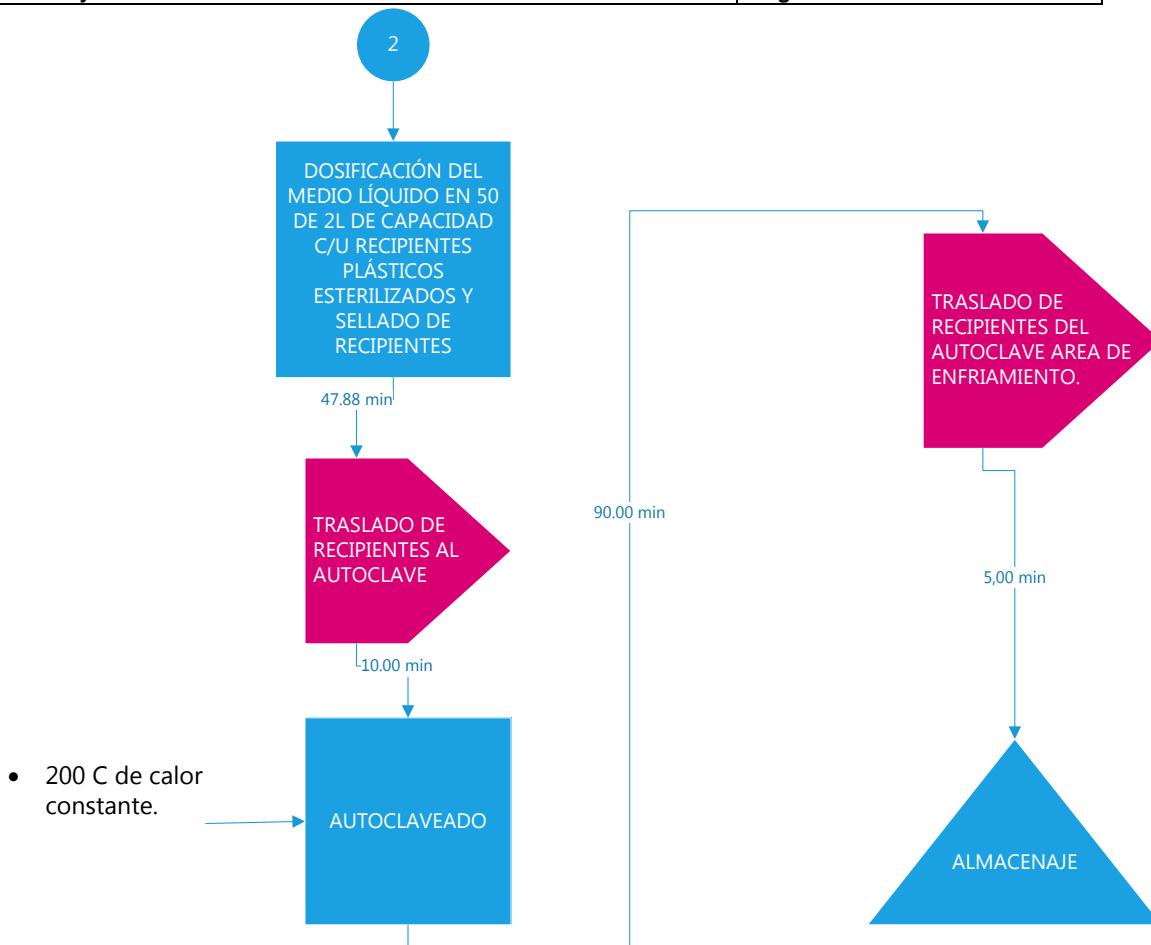 2
DOSIFICACIÓN DEL
MEDIO LÍQUIDO EN 50
DE 2L DE CAPACIDAD
C/U RECIPIENTES
PLÁSTICOS
ESTERILIZADOS Y
SELLADO DE
RECIPIENTES
47.88 min
TRASLADO DE
RECIPIENTES AL
AUTOCLAVE
10.00 min
200 C de calor
constante.
AUTOCLAVEADO
90.00 min
TRASLADO DE
RECIPIENTES DEL
AUTOCLAVE AREA DE
ENFRIAMIENTO.
5,00 min
ALMACENAJE